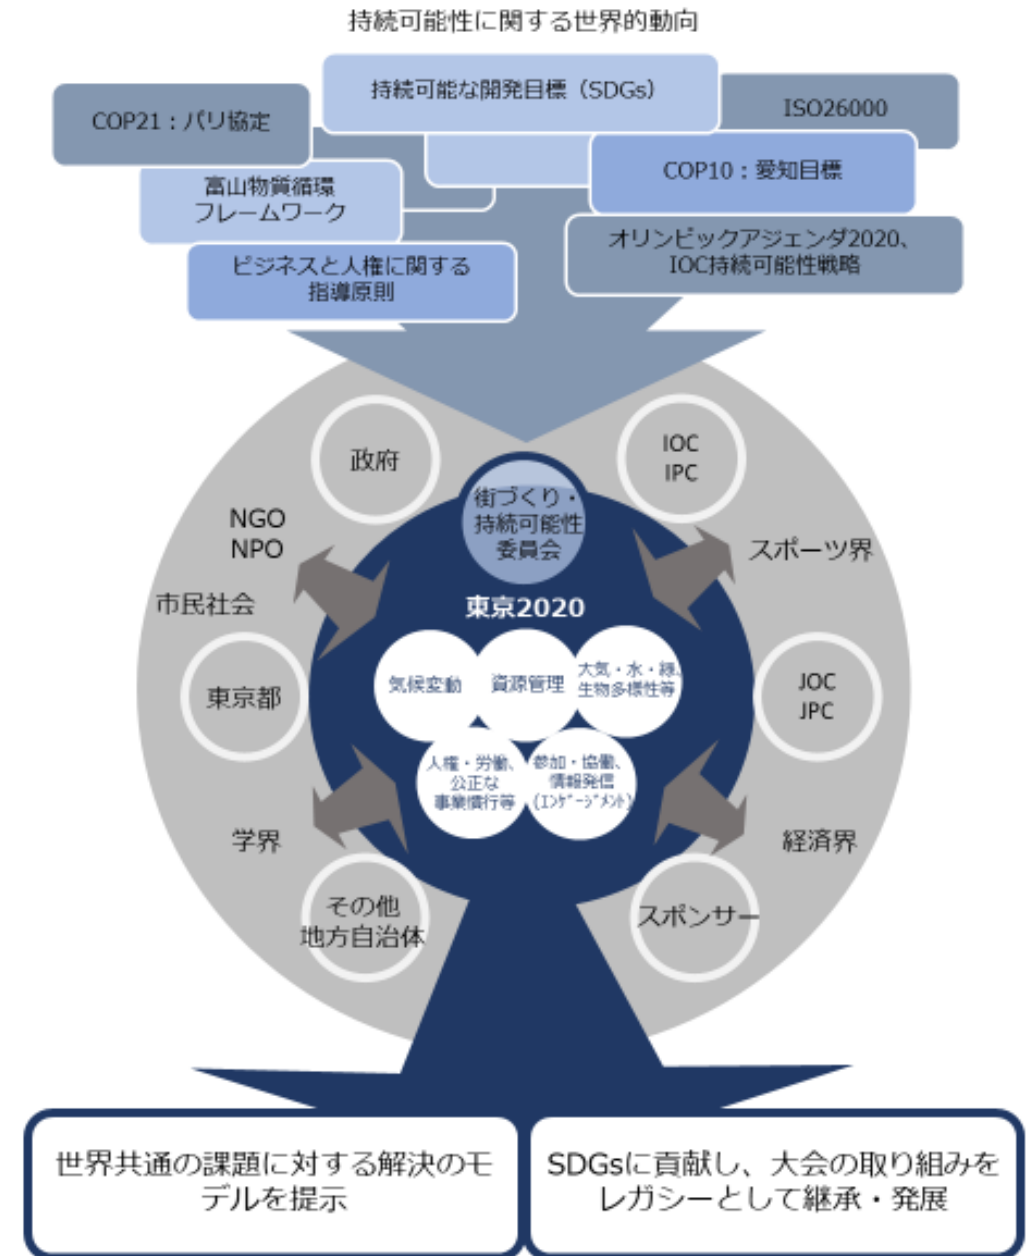 持続可能性に関する世界的動向
持続可能な開発目標（SDGs）
COP21：パリ協定
ISO26000
富山物質循環
フレームワーク
COP10：愛知目標
ビジネスと人権に関する
指導原則
オリンピックアジェンダ2020、
IOC持続可能性戦略
政府
IOC
IPC
街づくり・
持続可能性
委員会
NGO
NPO
スポーツ界
市民社会
東京2020
東京都
気候変動
資源管理
大気・水・緑、
生物多様性等
JOC
JPC
人権・労働、
公正な
事業慣行等
参加・協働、
情報発信
(ｴﾝｹﾞｰｼﾞﾒﾝﾄ)
学界
経済界
その他
地方自治体
スポンサー
世界共通の課題に対する解決のモ
デルを提示
SDGsに貢献し、大会の取り組みを
レガシーとして継承・発展